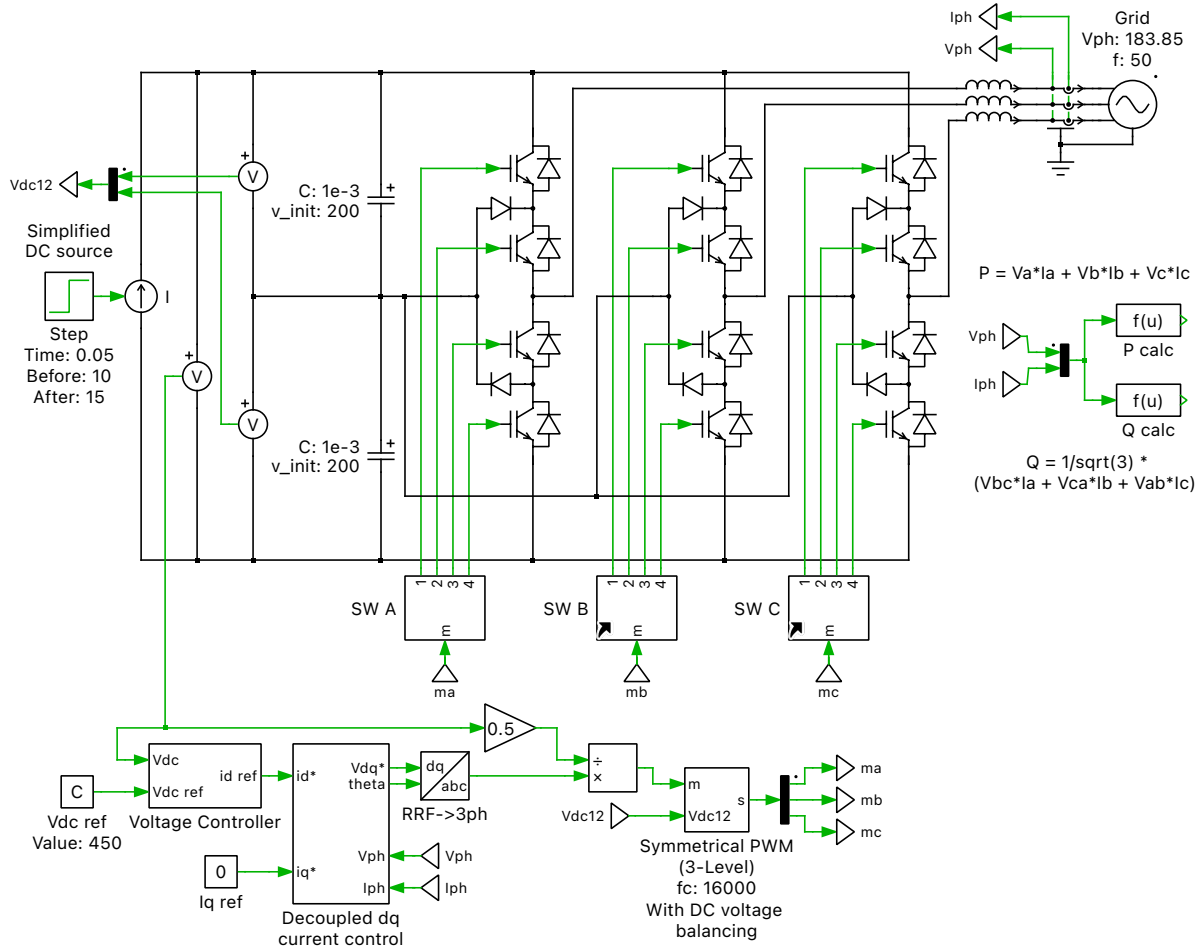 Iph
Vph
Grid
Vph: 183.85
f: 50
+
V
Vdc12
C: 1e-3
v_init: 200
+
Simplified
DC source
I
Step
Time: 0.05
Before: 10
After: 15
+
V
+
V
C: 1e-3
v_init: 200
+
P = Va*Ia + Vb*Ib + Vc*Ic
Vph
Iph
f(u)
P calc
f(u)
Q calc
Q = 1/sqrt(3) *
(Vbc*Ia + Vca*Ib + Vab*Ic)
SW A
1 2 3 4
m
ma
SW B
1 2 3 4
m
mb
SW C
1 2 3 4
m
mc
0.5
Vdc
Vdc ref
id ref
Voltage Controller
C
Vdc ref
Value: 450
0
Iq ref
id*
iq*
Vdq*
theta
Vph
Iph
Decoupled dq
current control
Vph
Iph
dq
abc
RRF->3ph
÷
×
Vdc12
m
Vdc12
s
Symmetrical PWM
(3-Level)
fc: 16000
With DC voltage
balancing
ma
mb
mc